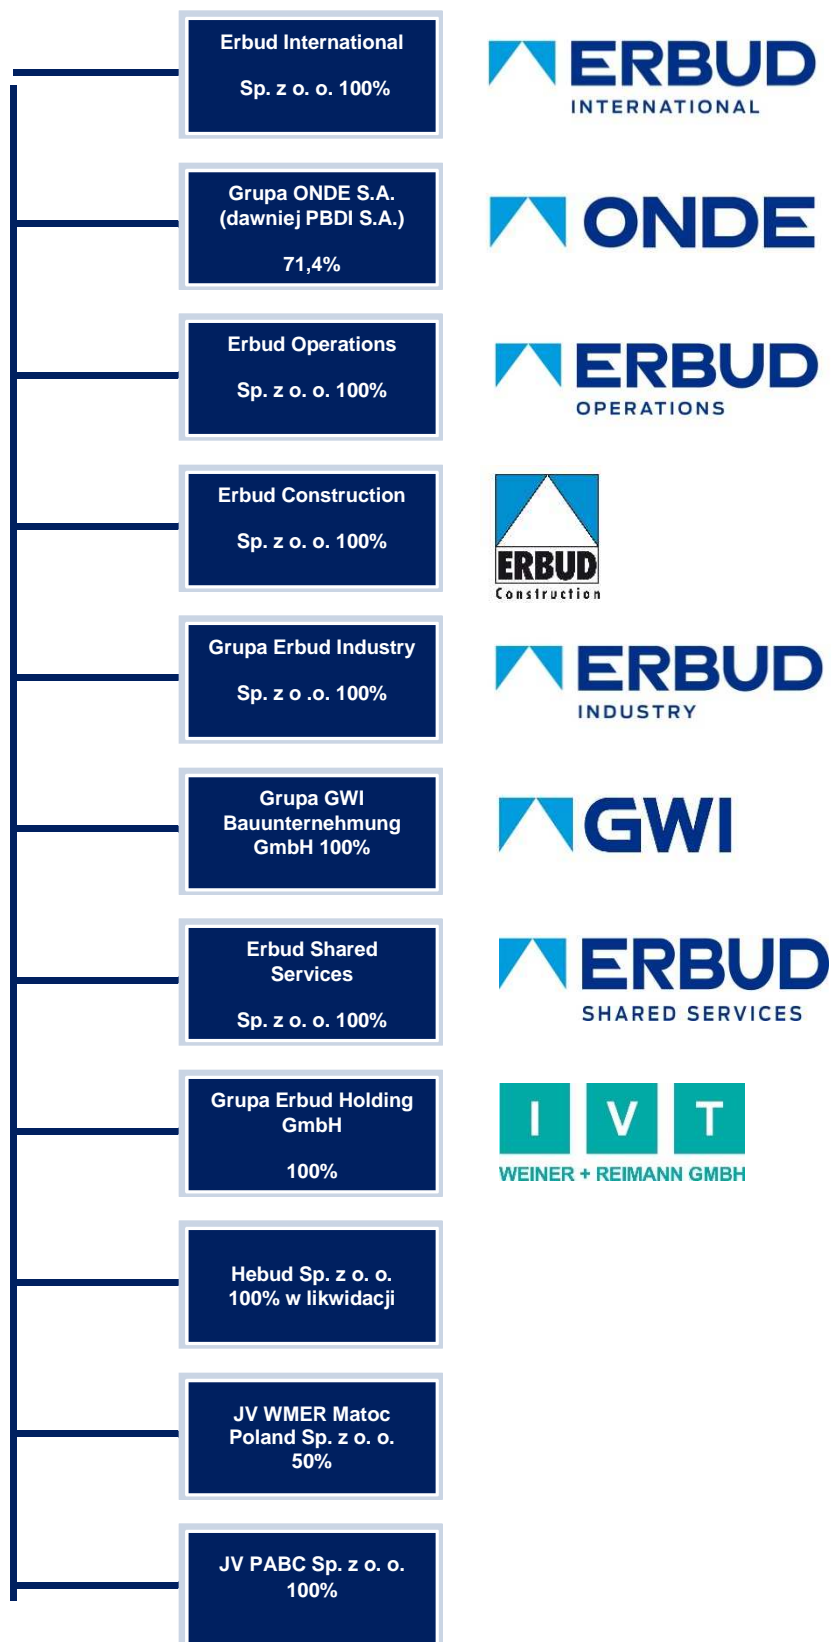 Erbud International
Sp. z o. o. 100%
ERBUD
INTERNATIONAL
Grupa ONDE S.A.
(dawniej PBDI S.A.)
71,4%
ONDE
Erbud Operations
Sp. z o. o. 100%
ERBUD
OPERATIONS
Erbud Construction
Sp. z o. o. 100%
ERBUD
Construction
Grupa Erbud Industry
Sp. z o .o. 100%
ERBUD
INDUSTRY
Grupa GWI
Bauunternehmung
GmbH 100%
GWI
Erbud Shared
Services
Sp. z o. o. 100%
ERBUD
SHARED SERVICES
Grupa Erbud Holding
GmbH
100%
I V T
WEINER + REIMANN GMBH
Hebud Sp. z o. o.
100% w likwidacji
JV WMER Matoc
Poland Sp. z o. o.
50%
JV PABC Sp. z o. o.
100%